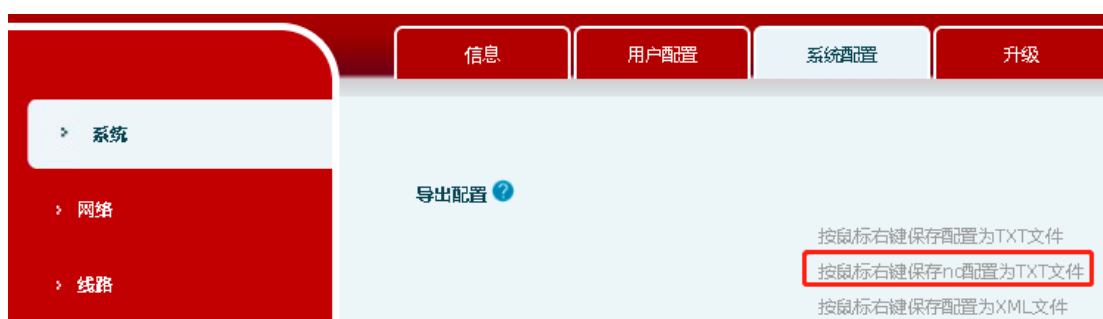 信息 用户配置 系统配置 升级
系统
网络
线路
导出配置 ?
按鼠标右键保存配置为TXT文件
按鼠标右键保存nc配置为TXT文件
按鼠标右键保存配置为XML文件